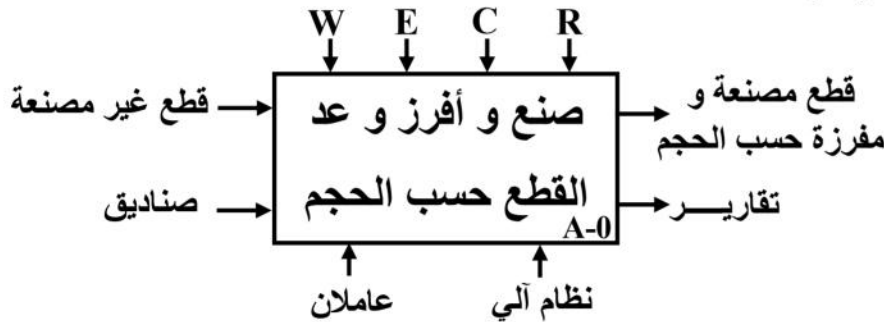 W E C R
قطع غير مصنعة
صناديق
صنع و أفرز و عد
القطع حسب الحجم
A-0
قطع مصنعة و
مفرزة حسب الحجم
تقاريـــر
عاملان
نظام آلي